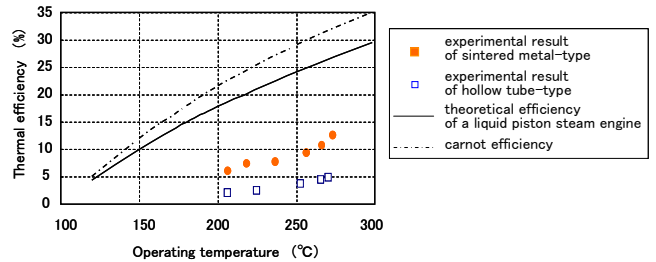 Thermal efficiency (%)
35
30
25
20
15
10
5
0
100 150 200 250 300
Operating temperature (℃)
experimental result
of sintered metal-type
experimental result
of hollow tube-type
theoretical efficiency
of a liquid piston steam engine
carnot efficiency